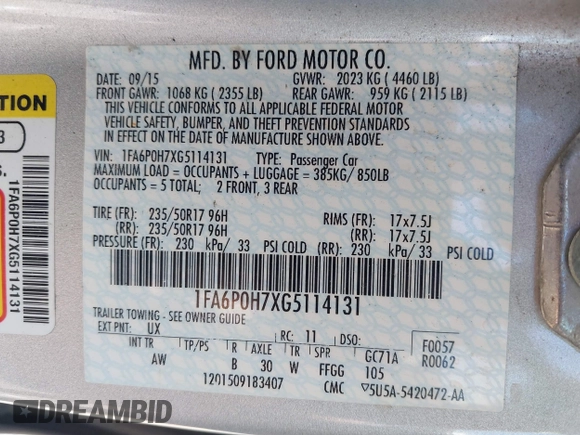 MFD. BY FORD MOTOR CO.
DATE: 09/15 GVWR: 2023 KG ( 4460 LB)
FRONT GAWR: 1068 KG ( 2355 LB) REAR GAWR: 959 KG ( 2115 LB)
THIS VEHICLE CONFORMS TO ALL APPLICABLE FEDERAL MOTOR
VEHICLE SAFETY, BUMPER, AND THEFT PREVENTION STANDARDS
IN EFFECT ON THE DATE OF MANUFACTURE SHOWN ABOVE.
VIN: 1FA6P0H7XG5114131 TYPE: Passenger Car
MAXIMUM LOAD = OCCUPANTS + LUGGAGE = 385KG/ 850LB
OCCUPANTS = 5 TOTAL; 2 FRONT, 3 REAR
TIRE (FR): 235/50R17 96H RIMS (FR): 17x7.5J
(RR): 235/50R17 96H (RR): 17x7.5J
PRESSURE (FR): 230 kPa/ 33 PSI COLD (RR): 230 kPa/ 33 PSI COLD
1FA6P0H7XG5114131
TRAILER TOWING - SEE OWNER GUIDE
EXT PNT: UX RC: 11 DSO: F0057
INT TR TP/PS R AXLE TR SPR GC71A R0062
AW B 30 W FFGG 105
1201509183407 CMC 5U5A-5420472-AA
TION
3
S.
1FA6P0H7XG5114131
DREAMBID